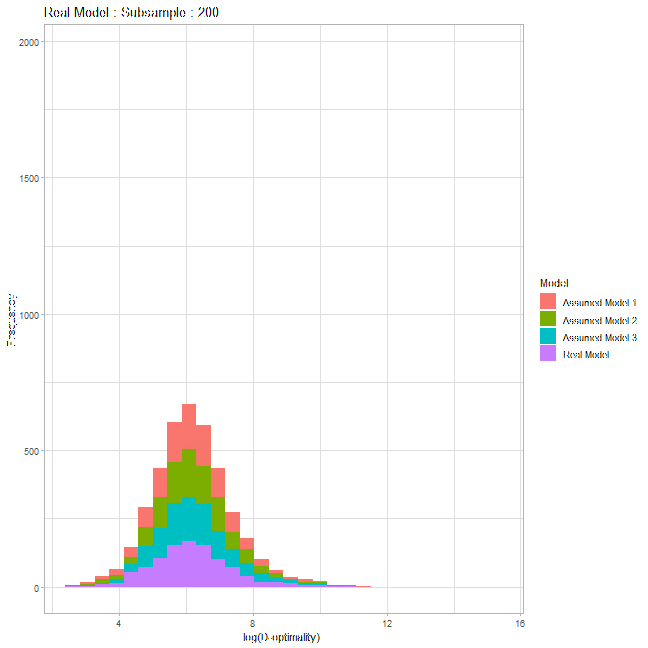 Real Model : Subsample : 200
2000
1500
1000
500
0
Frequency
4
8
12
16
log(D-optimality)
Model
Assumed Model 1
Assumed Model 2
Assumed Model 3
Real Model